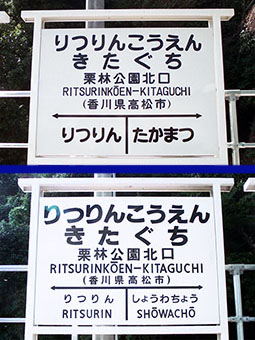 りつりんこうえん
きたぐち
栗林公園北口
RITSURINKŌEN-KITAGUCHI
(香川県高松市)
りつりん たかまつ
りつりんこうえん
きたぐち
栗林公園北口
RITSURINKŌEN-KITAGUCHI
(香川県高松市)
りつりん しょうわちょう
RITSURIN SHŌWACHŌ